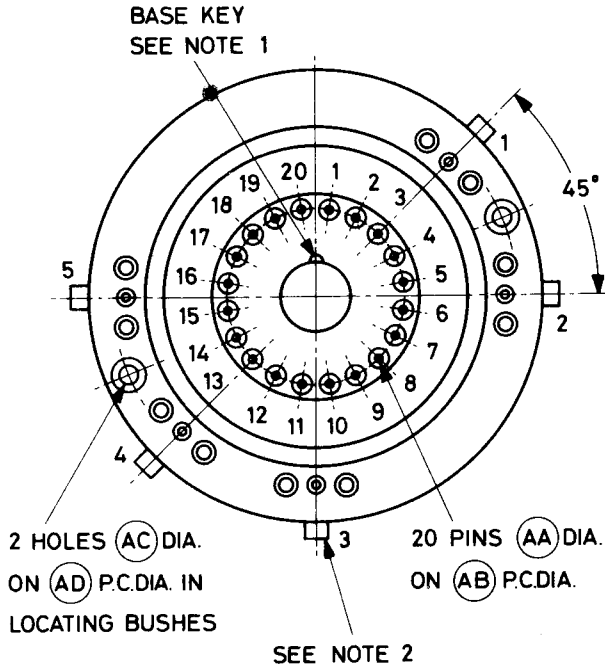 BASE KEY
SEE NOTE 1
1
45°
20 1
19 2
18 3
17 4
16 5
5
15 6
2
14 7
13 8
12 9
11 10
4
3
2 HOLES AC DIA.
ON AD P.C.DIA. IN
LOCATING BUSHES
20 PINS AA DIA.
ON AB P.C.DIA.
SEE NOTE 2